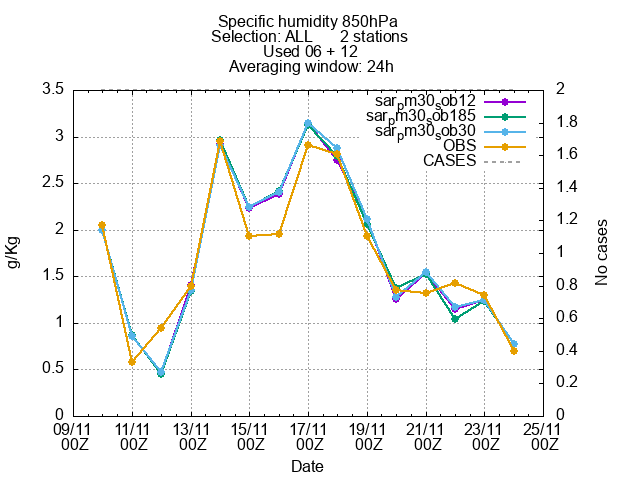 Specific humidity 850hPa
Selection: ALL 2 stations
Used 06 + 12
Averaging window: 24h
sar_pm30_sob12
sar_pm30_sob185
sar_pm30_sob30
OBS
CASES
3.5
3
2.5
2
1.5
1
0.5
0
g/Kg
2
1.8
1.6
1.4
1.2
1
0.8
0.6
0.4
0.2
0
No cases
09/11 11/11 13/11 15/11 17/11 19/11 21/11 23/11 25/11
00Z 00Z 00Z 00Z 00Z 00Z 00Z 00Z 00Z
Date